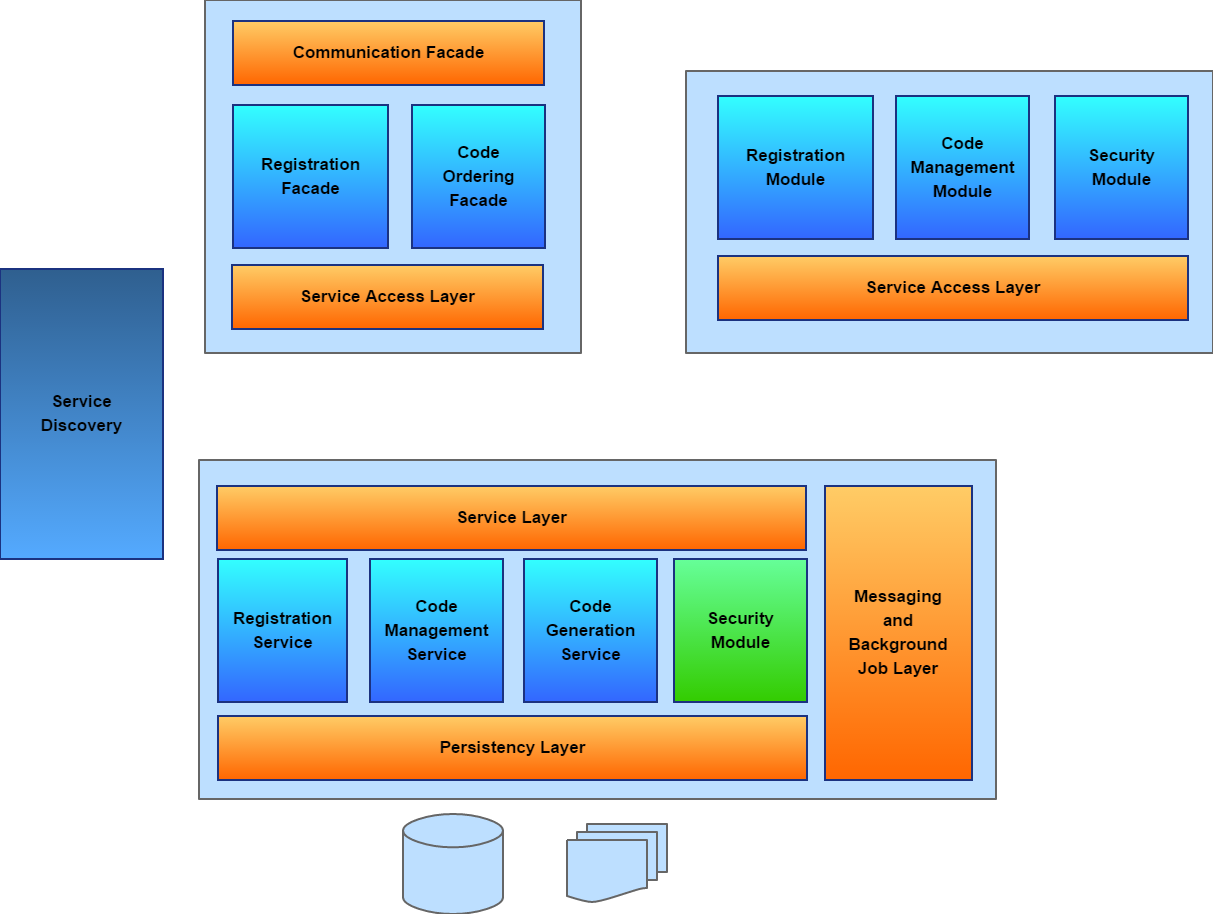 Communication Facade
Registration
Facade
Code
Ordering
Facade
Service Access Layer
Registration
Module
Code
Management
Module
Security
Module
Service Access Layer
Service
Discovery
Service Layer
Registration
Service
Code
Management
Service
Code
Generation
Service
Security
Module
Messaging
and
Background
Job Layer
Persistency Layer